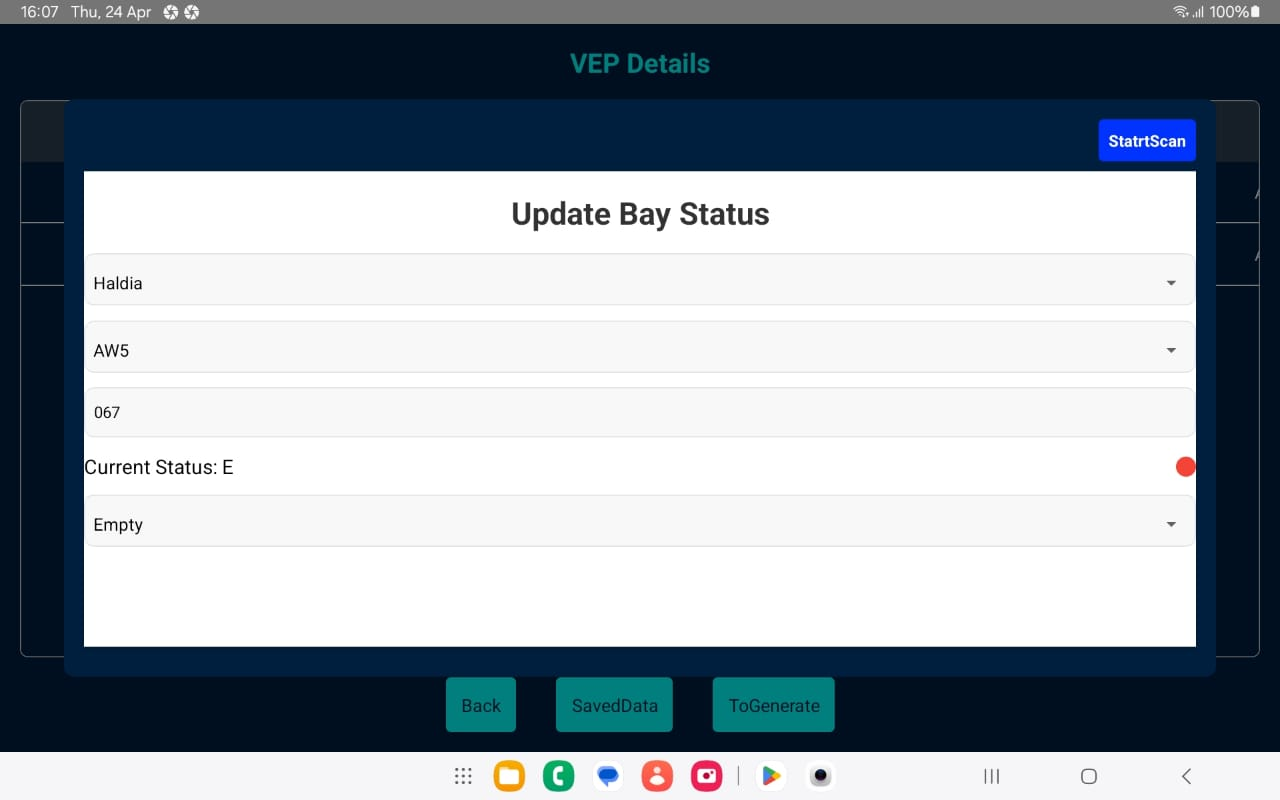 16:07 Thu, 24 Apr 100%
VEP Details
StatrtScan
Update Bay Status
Haldia
AW5
067
Current Status: E
Empty
Back SavedData ToGenerate